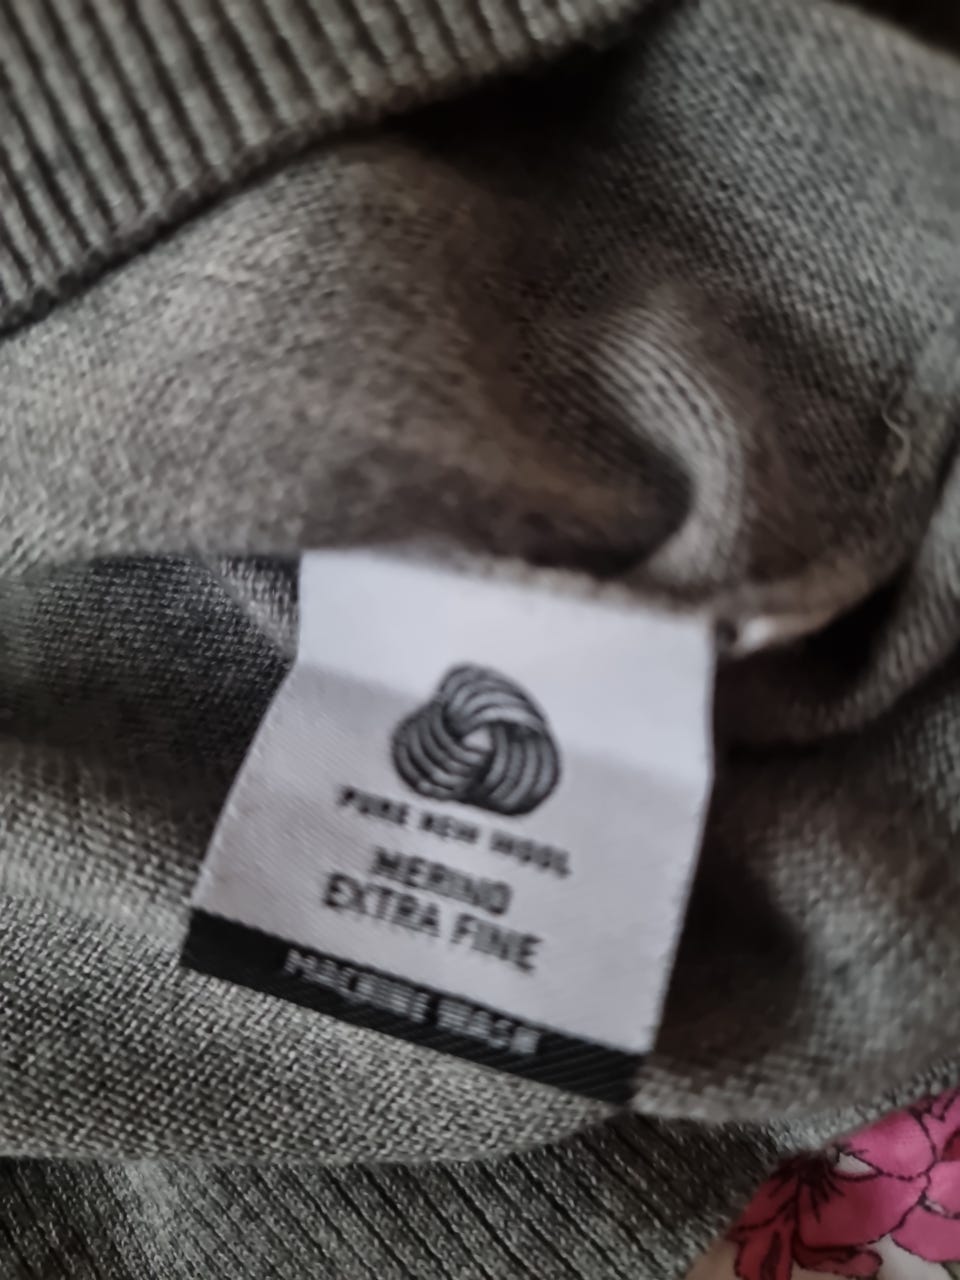 PURE NEW WOOL
MERINO
EXTRA FINE
MACHINE WASH